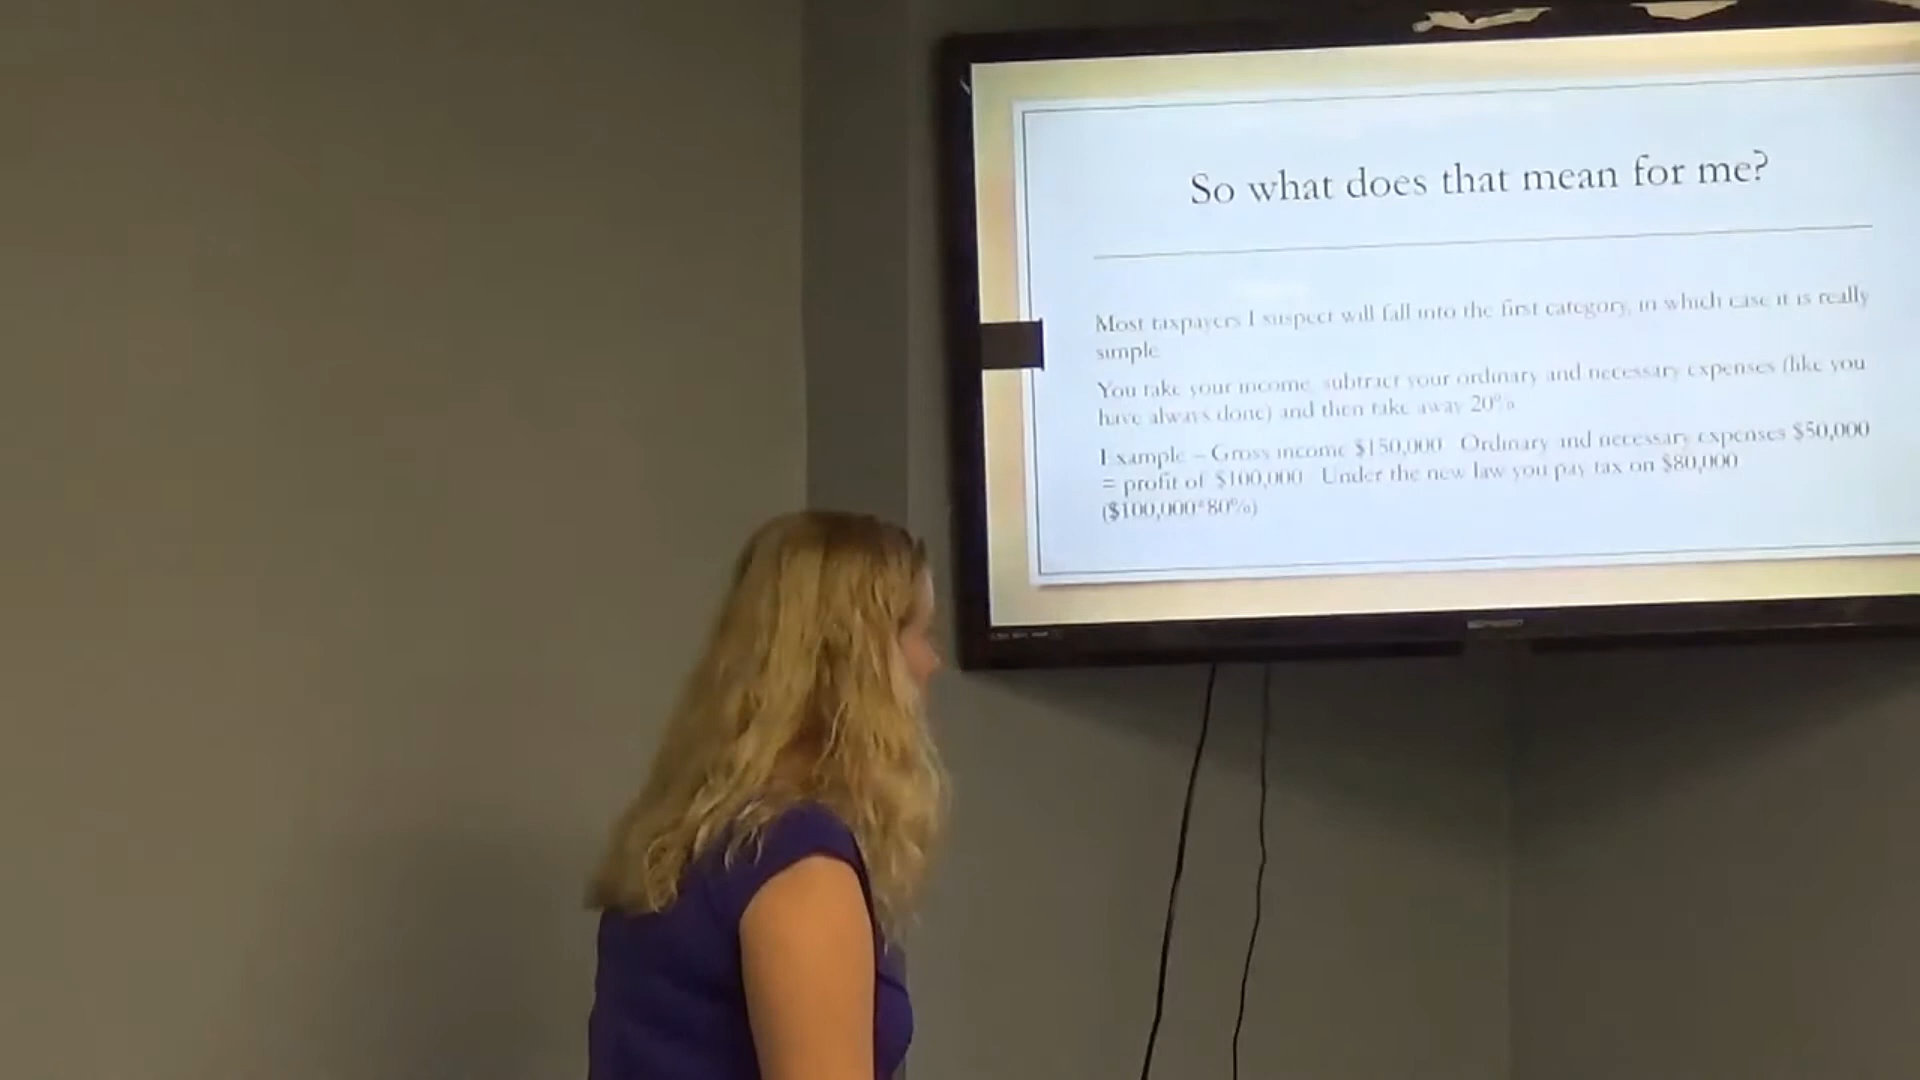 So what does that mean for me?
Most taxpayers I suspect will fall into the first category, in which case it is really
simple.
You take your income, subtract your ordinary and necessary expenses (like you
have always done) and then take away 20%
Example – Gross income $150,000 Ordinary and necessary expenses $50,000
= profit of $100,000 Under the new law you pay tax on $80,000
($100,000*80%)